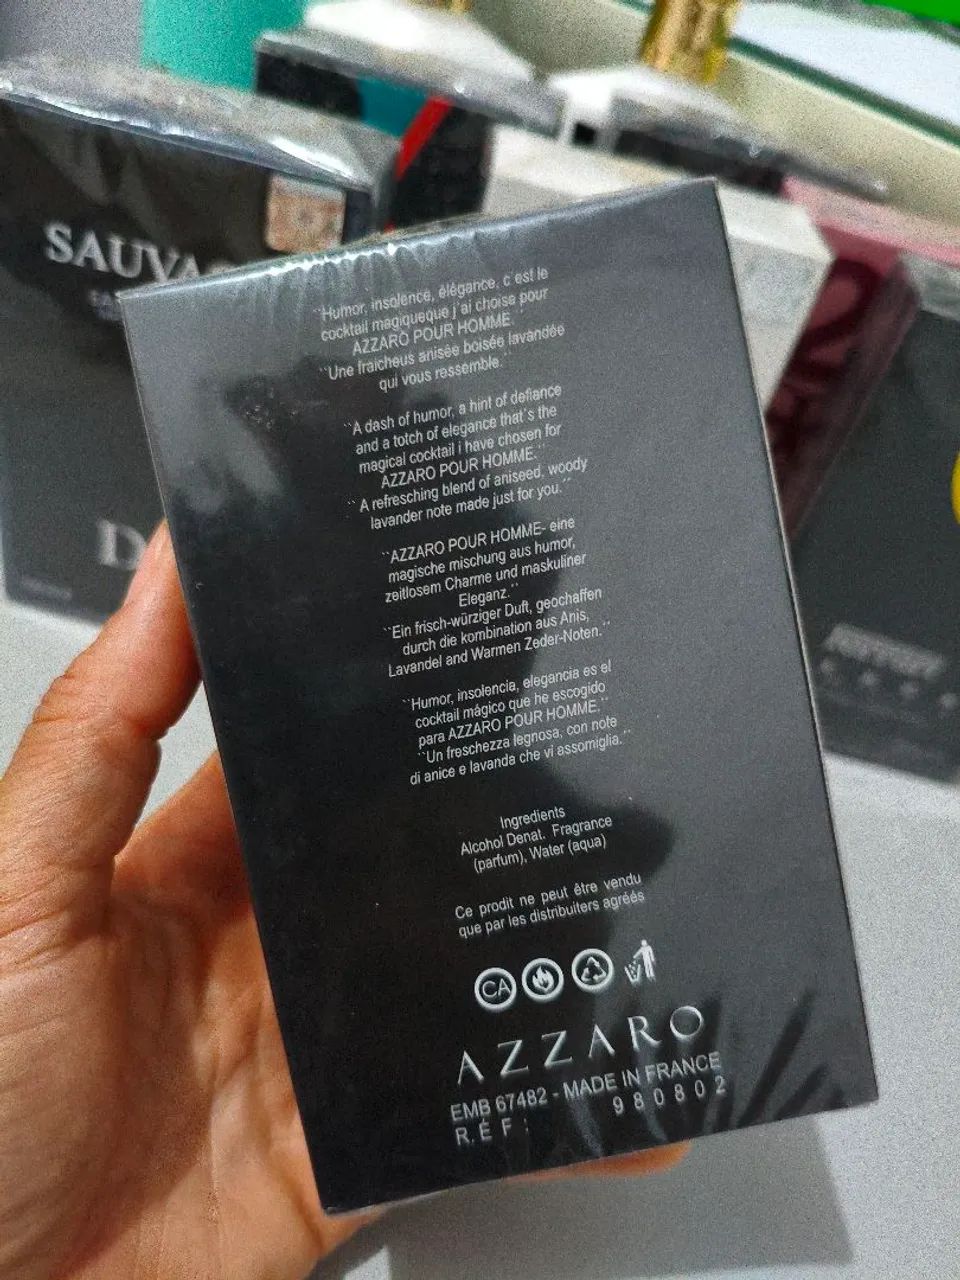 SAUVA
``Humor, insolence, élégance, c est le
cocktail magiqueque j'ai choise pour
AZZARO POUR HOMME.´´
``Une fraicheus anisée boisée lavandée
qui vous ressemble.´´
``A dash of humor, a hint of defiance
and a totch of elegance that's the
magical cocktail i have chosen for
AZZARO POUR HOMME.´´
``A refresching blend of aniseed, woody
lavander note made just for you.´´
``AZZARO POUR HOMME- eine
magische mischung aus humor,
zeitlosem Charme und maskuliner
Eleganz.´´
``Ein frisch-würziger Duft, geochaffen
durch die kombination aus Anis,
Lavandel and Warmen Zeder-Noten.´´
``Humor, insolencia, elegancia es el
cocktail mágico que he escogido
para AZZARO POUR HOMME.´´
``Un freschezza legnosa, con note
di anice e lavanda che vi assomiglia.´´
Ingredients
Alcohol Denat. Fragrance
(parfum), Water (aqua)
Ce prodit ne peut être vendu
que par les distribuiters agréés
CA
AZZARO
EMB 67482 - MADE IN FRANCE
R.ÉF: 980802